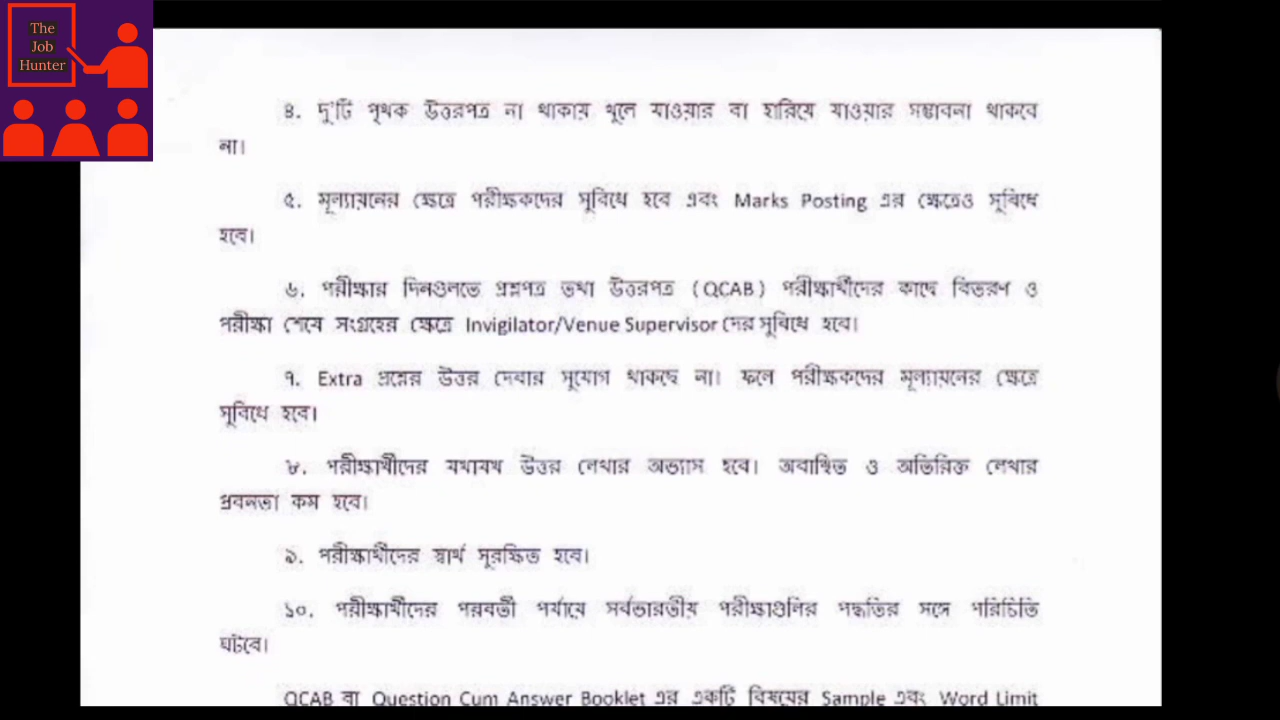 The
Job
Hunter
৪. দু'টি পৃথক উত্তরপত্র না থাকায় খুলে যাওয়ার বা হারিয়ে যাওয়ার সম্ভাবনা থাকবে
না।
৫. মূল্যায়নের ক্ষেত্রে পরীক্ষকদের সুবিধে হবে এবং Marks Posting এর ক্ষেত্রেও সুবিধে
হবে।
৬. পরীক্ষার দিনগুলতে প্রশ্নপত্র তথা উত্তরপত্র (QCAB) পরীক্ষার্থীদের কাছে বিতরণ ও
পরীক্ষা শেষে সংগ্রহের ক্ষেত্রে Invigilator/Venue Supervisor দের সুবিধে হবে।
৭. Extra প্রশ্নের উত্তর দেবার সুযোগ থাকছে না। ফলে পরীক্ষকদের মূল্যায়নের ক্ষেত্রে
সুবিধে হবে।
৮. পরীক্ষার্থীদের যথাযথ উত্তর লেখার অভ্যাস হবে। অবাঞ্ছিত ও অতিরিক্ত লেখার
প্রবনতা কম হবে।
৯. পরীক্ষার্থীদের স্বার্থ সুরক্ষিত হবে।
১০. পরীক্ষার্থীদের পরবর্তী পর্যায়ে সর্বভারতীয় পরীক্ষাগুলির পদ্ধতির সঙ্গে পরিচিতি
ঘটবে।
QCAB বা Question Cum Answer Booklet এর একটি বিষয়ের Sample এবং Word Limit